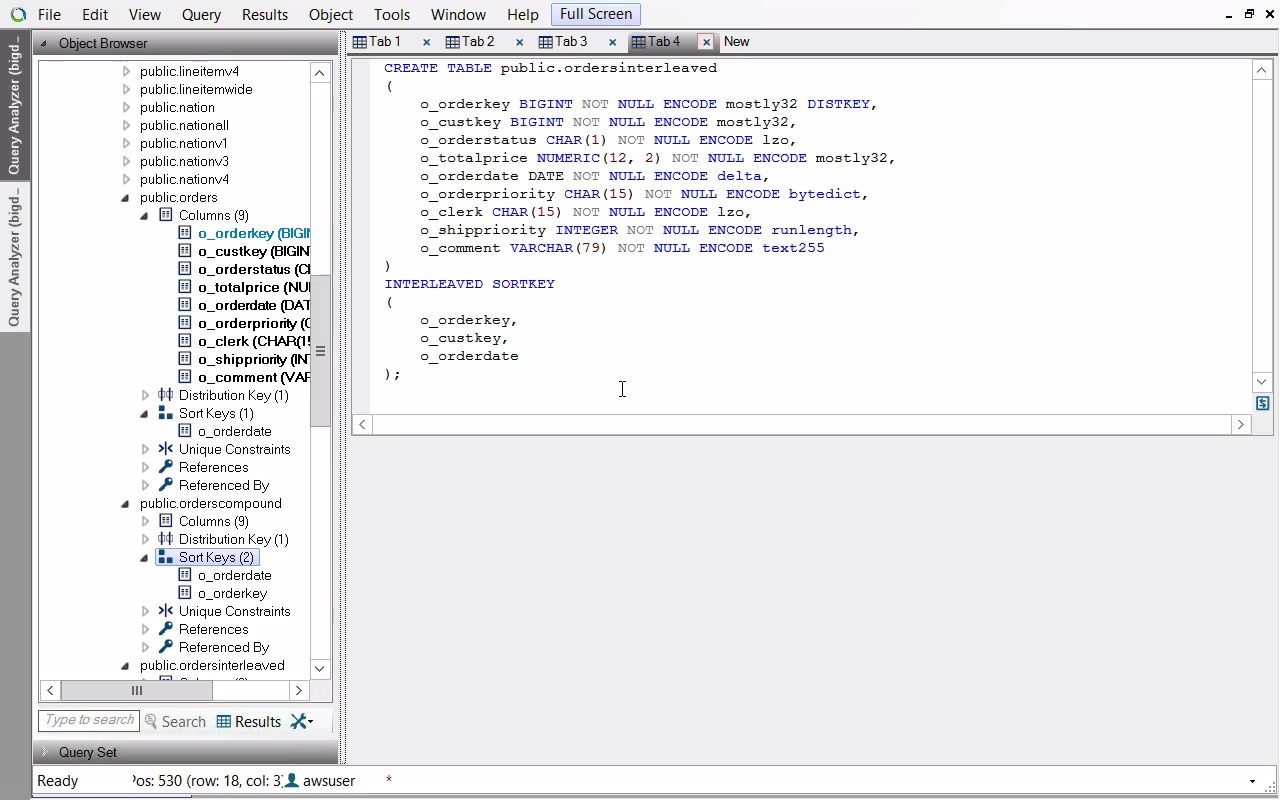 File Edit View Query Results Object Tools Window Help Full Screen
Query Analyzer (bigd...
Query Analyzer (bigd...
Object Browser
public.lineitemv4
public.lineitemwide
public.nation
public.nationall
public.nationv1
public.nationv3
public.nationv4
public.orders
Columns (9)
o_orderkey (BIGIN
o_custkey (BIGIN
o_orderstatus (CI
o_totalprice (NU
o_orderdate (DAT
o_orderpriority (C
o_clerk (CHAR(1
o_shippriority (IN
o_comment (VAR
Distribution Key (1)
Sort Keys (1)
o_orderdate
Unique Constraints
References
Referenced By
public.orderscompound
Columns (9)
Distribution Key (1)
Sort Keys (2)
o_orderdate
o_orderkey
Unique Constraints
References
Referenced By
public.ordersinterleaved
Type to search Search Results
Query Set
Tab 1 Tab 2 Tab 3 Tab 4 New
CREATE TABLE public.ordersinterleaved
(
o_orderkey BIGINT NOT NULL ENCODE mostly32 DISTKEY,
o_custkey BIGINT NOT NULL ENCODE mostly32,
o_orderstatus CHAR(1) NOT NULL ENCODE lzo,
o_totalprice NUMERIC(12, 2) NOT NULL ENCODE mostly32,
o_orderdate DATE NOT NULL ENCODE delta,
o_orderpriority CHAR(15) NOT NULL ENCODE bytedict,
o_clerk CHAR(15) NOT NULL ENCODE lzo,
o_shippriority INTEGER NOT NULL ENCODE runlength,
o_comment VARCHAR(79) NOT NULL ENCODE text255
)
INTERLEAVED SORTKEY
(
o_orderkey,
o_custkey,
o_orderdate
);
Ready Pos: 530 (row: 18, col: 3) awsuser *